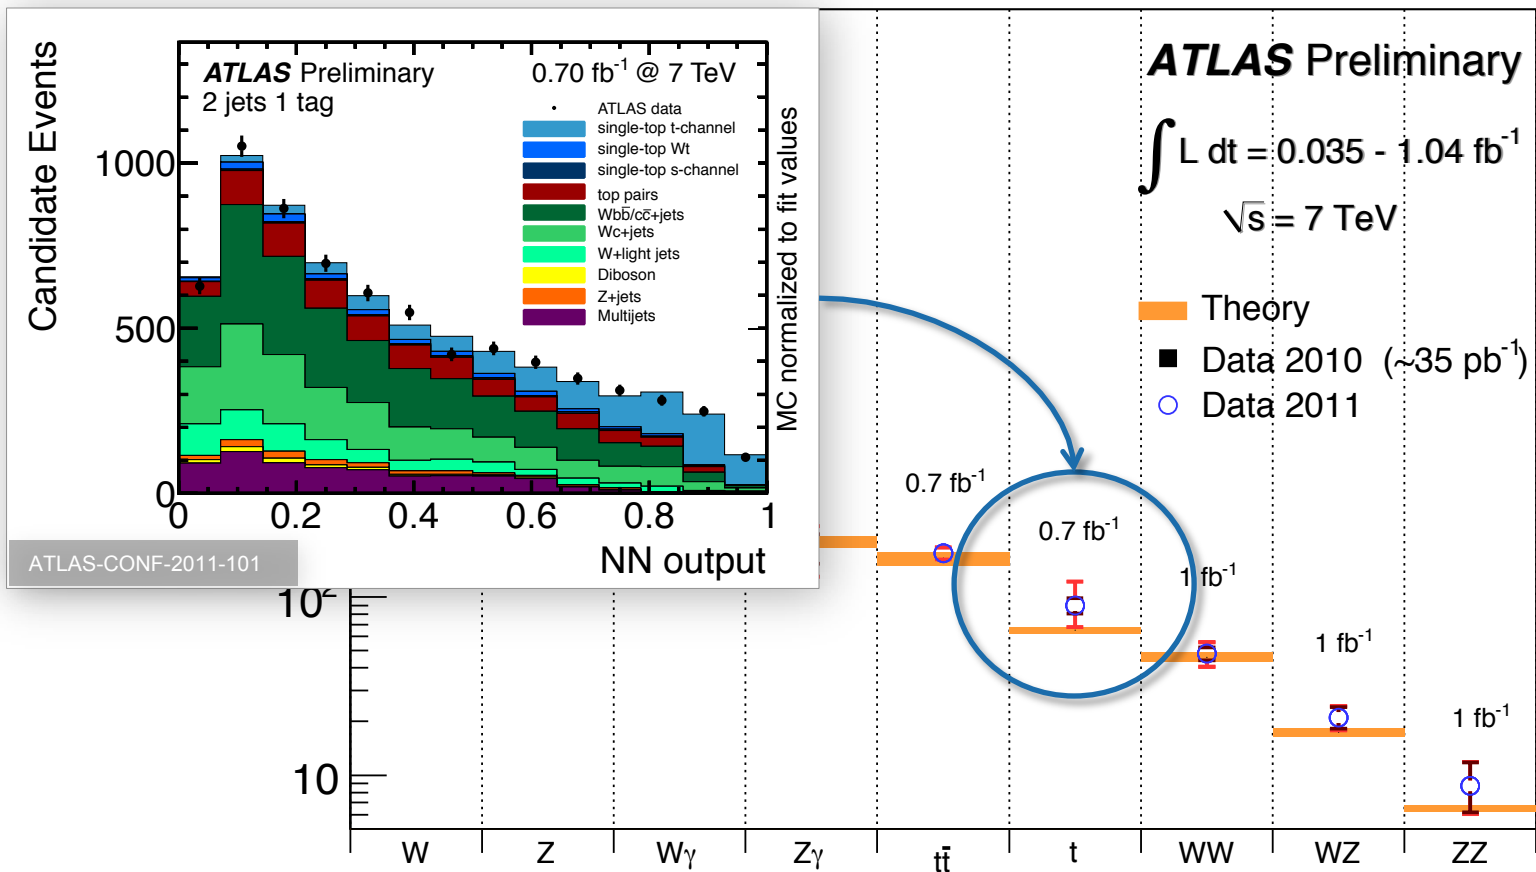 ATLAS Preliminary
0.70 fb⁻¹ @ 7 TeV
2 jets 1 tag
ATLAS data
single-top t-channel
single-top Wt
single-top s-channel
top pairs
Wbb̄/cc̄+jets
Wc+jets
W+light jets
Diboson
Z+jets
Multijets
MC normalized to fit values
Candidate Events
1000
500
0
0 0.2 0.4 0.6 0.8 1
NN output
ATLAS-CONF-2011-101
ATLAS Preliminary
∫ L dt = 0.035 - 1.04 fb⁻¹
√s = 7 TeV
Theory
Data 2010 (~35 pb⁻¹)
Data 2011
0.7 fb⁻¹
0.7 fb⁻¹
1 fb⁻¹
1 fb⁻¹
1 fb⁻¹
10²
10
W Z Wγ Zγ tt̄ t WW WZ ZZ